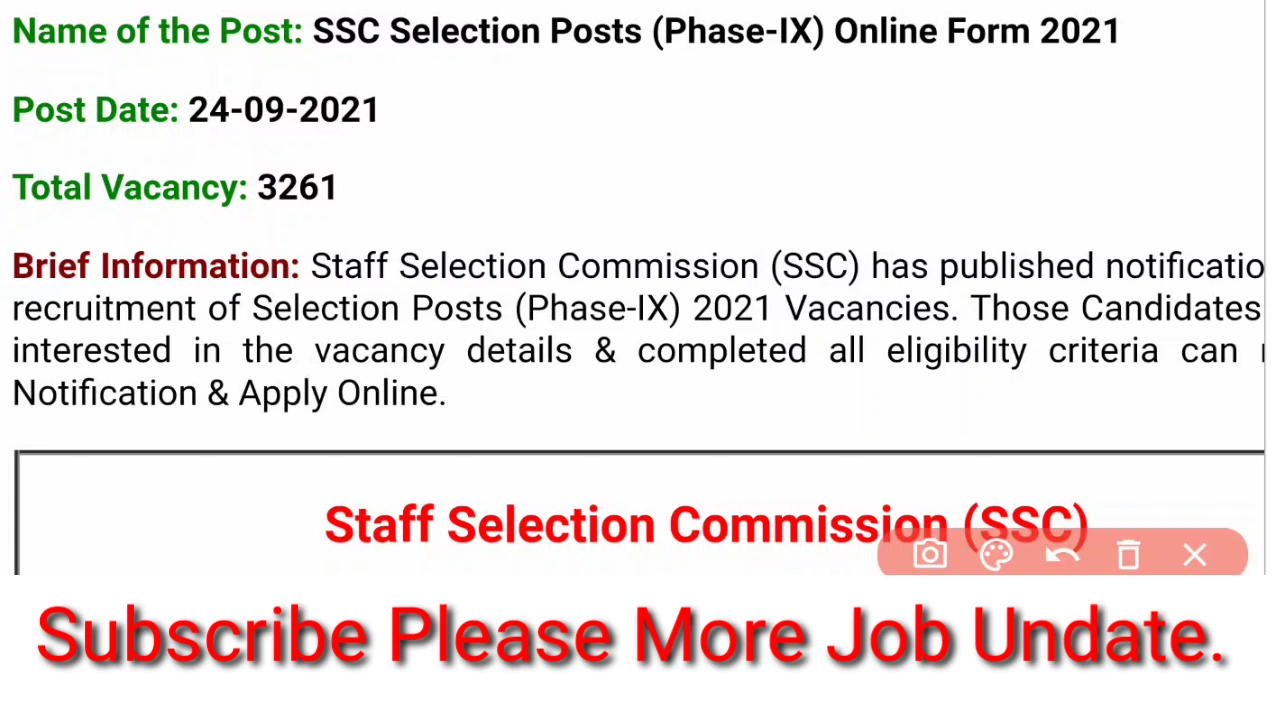 Name of the Post: SSC Selection Posts (Phase-IX) Online Form 2021
Post Date: 24-09-2021
Total Vacancy: 3261
Brief Information: Staff Selection Commission (SSC) has published notificatio
recruitment of Selection Posts (Phase-IX) 2021 Vacancies. Those Candidates
interested in the vacancy details & completed all eligibility criteria can
Notification & Apply Online.
Staff Selection Commission (SSC)
Subscribe Please More Job Undate.